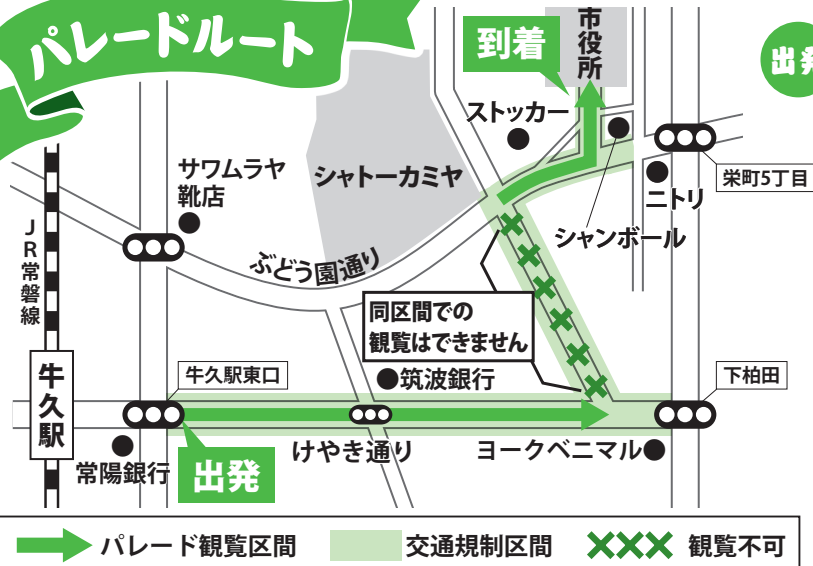 パレードルート
到着
市役所
出発
ストッカー
サワムラヤ
靴店
シャトーカミヤ
栄町5丁目
ニトリ
シャンボール
JR常磐線
ぶどう園通り
同区間での
観覧はできません
牛久駅
牛久駅東口
筑波銀行
下柏田
けやき通り
ヨークベニマル
常陽銀行
出発
パレード観覧区間
交通規制区間
観覧不可